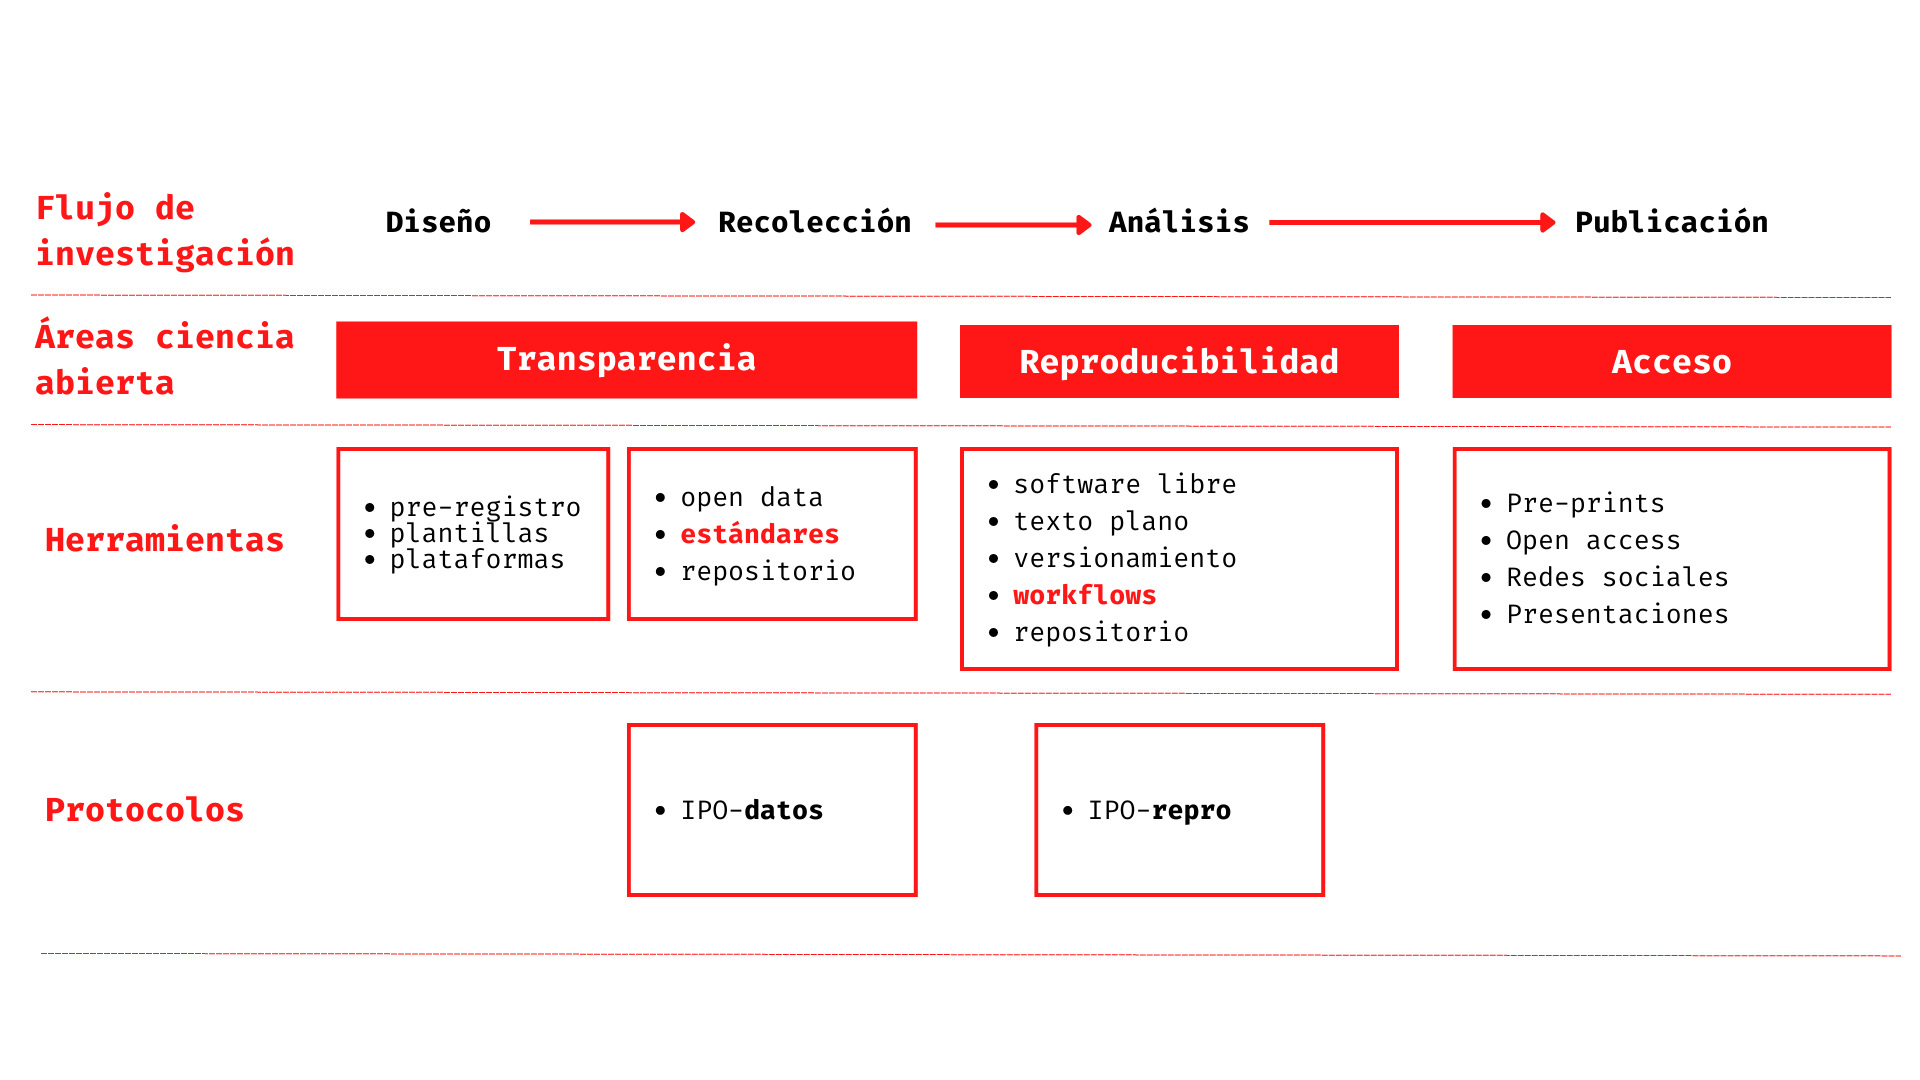 Flujo de
investigación
Diseño
Recolección
Análisis
Publicación
Áreas ciencia
abierta
Transparencia
Reproducibilidad
Acceso
Herramientas
• pre-registro
• plantillas
• plataformas
• open data
• estándares
• repositorio
• software libre
• texto plano
• versionamiento
• workflows
• repositorio
• Pre-prints
• Open access
• Redes sociales
• Presentaciones
Protocolos
• IPO-datos
• IPO-repro